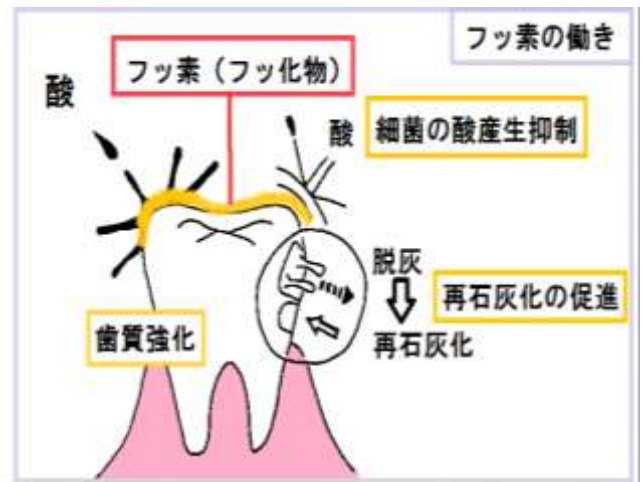 フッ素の働き
フッ素（フッ化物）
酸
酸
細菌の酸産生抑制
脱灰
再石灰化の促進
再石灰化
歯質強化